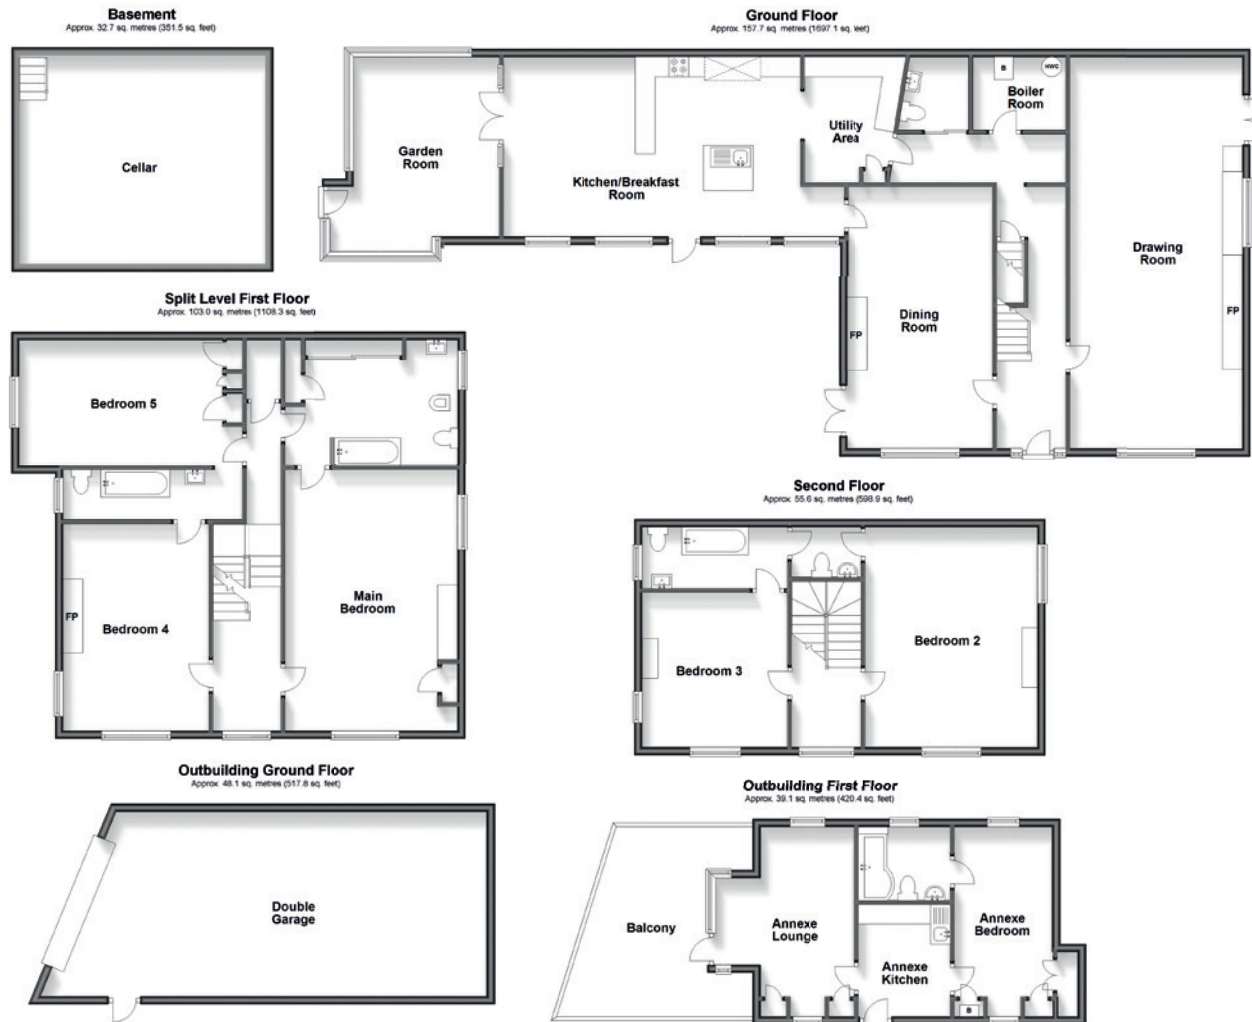 Basement
Approx. 32.7 sq. metres (351.5 sq. feet)
Cellar
Ground Floor
Approx. 157.7 sq. metres (1697.1 sq. feet)
Garden
Room
Kitchen/Breakfast
Room
Utility
Area
B
HWC
Boiler
Room
Dining
Room
FP
Drawing
Room
FP
Split Level First Floor
Approx. 103.0 sq. metres (1108.3 sq. feet)
Bedroom 5
Bedroom 4
FP
Main
Bedroom
Second Floor
Approx. 55.6 sq. metres (598.9 sq. feet)
Bedroom 3
Bedroom 2
Outbuilding Ground Floor
Approx. 48.1 sq. metres (517.8 sq. feet)
Double
Garage
Outbuilding First Floor
Approx. 39.1 sq. metres (420.4 sq. feet)
Balcony
Annexe
Lounge
Annexe
Kitchen
Annexe
Bedroom
B